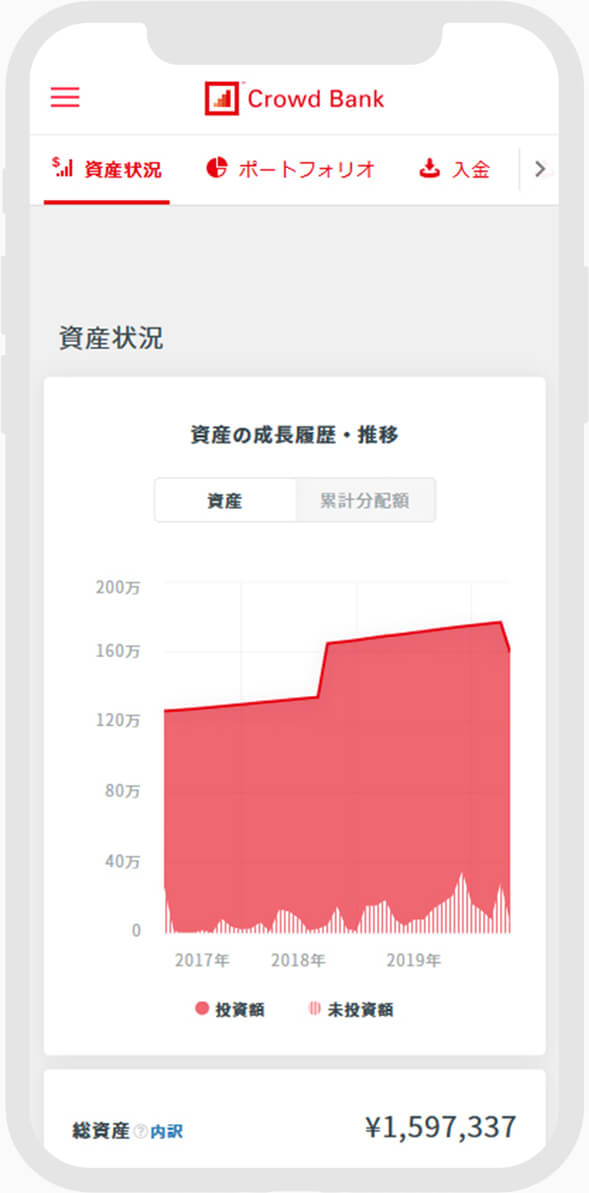 Crowd Bank
資産状況 ポートフォリオ 入金
資産状況
資産の成長履歴・推移
資産 累計分配額
200万
160万
120万
80万
40万
0
2017年 2018年 2019年
投資額 未投資額
総資産 ? 内訳 ¥1,597,337